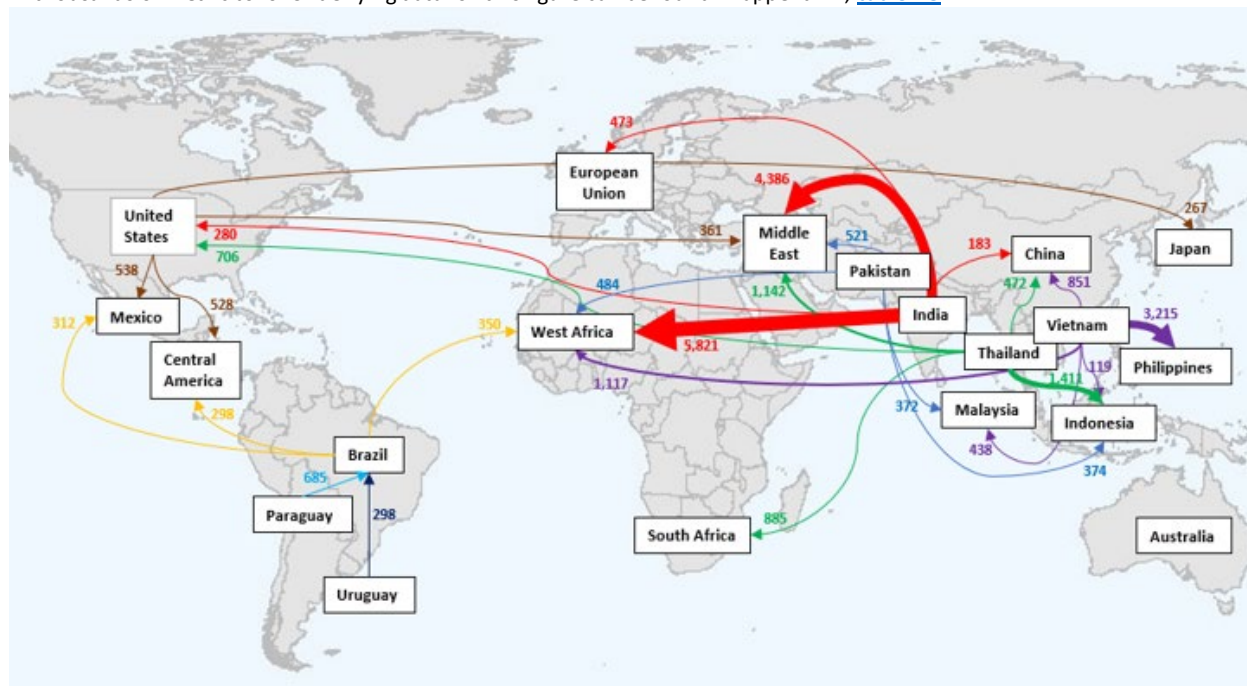 473
European
Union
4,386
267
United
States
280
706
361
Middle
East
521
183
China
Japan
Pakistan
538
528
484
1,142
472
851
312
Mexico
350
West Africa
India
Vietnam
3,215
5,821
Thailand
Philippines
Central
America
1,117
119
1,411
372
Malaysia
298
Indonesia
Brazil
438
374
685
Paraguay
298
885
South Africa
Australia
Uruguay